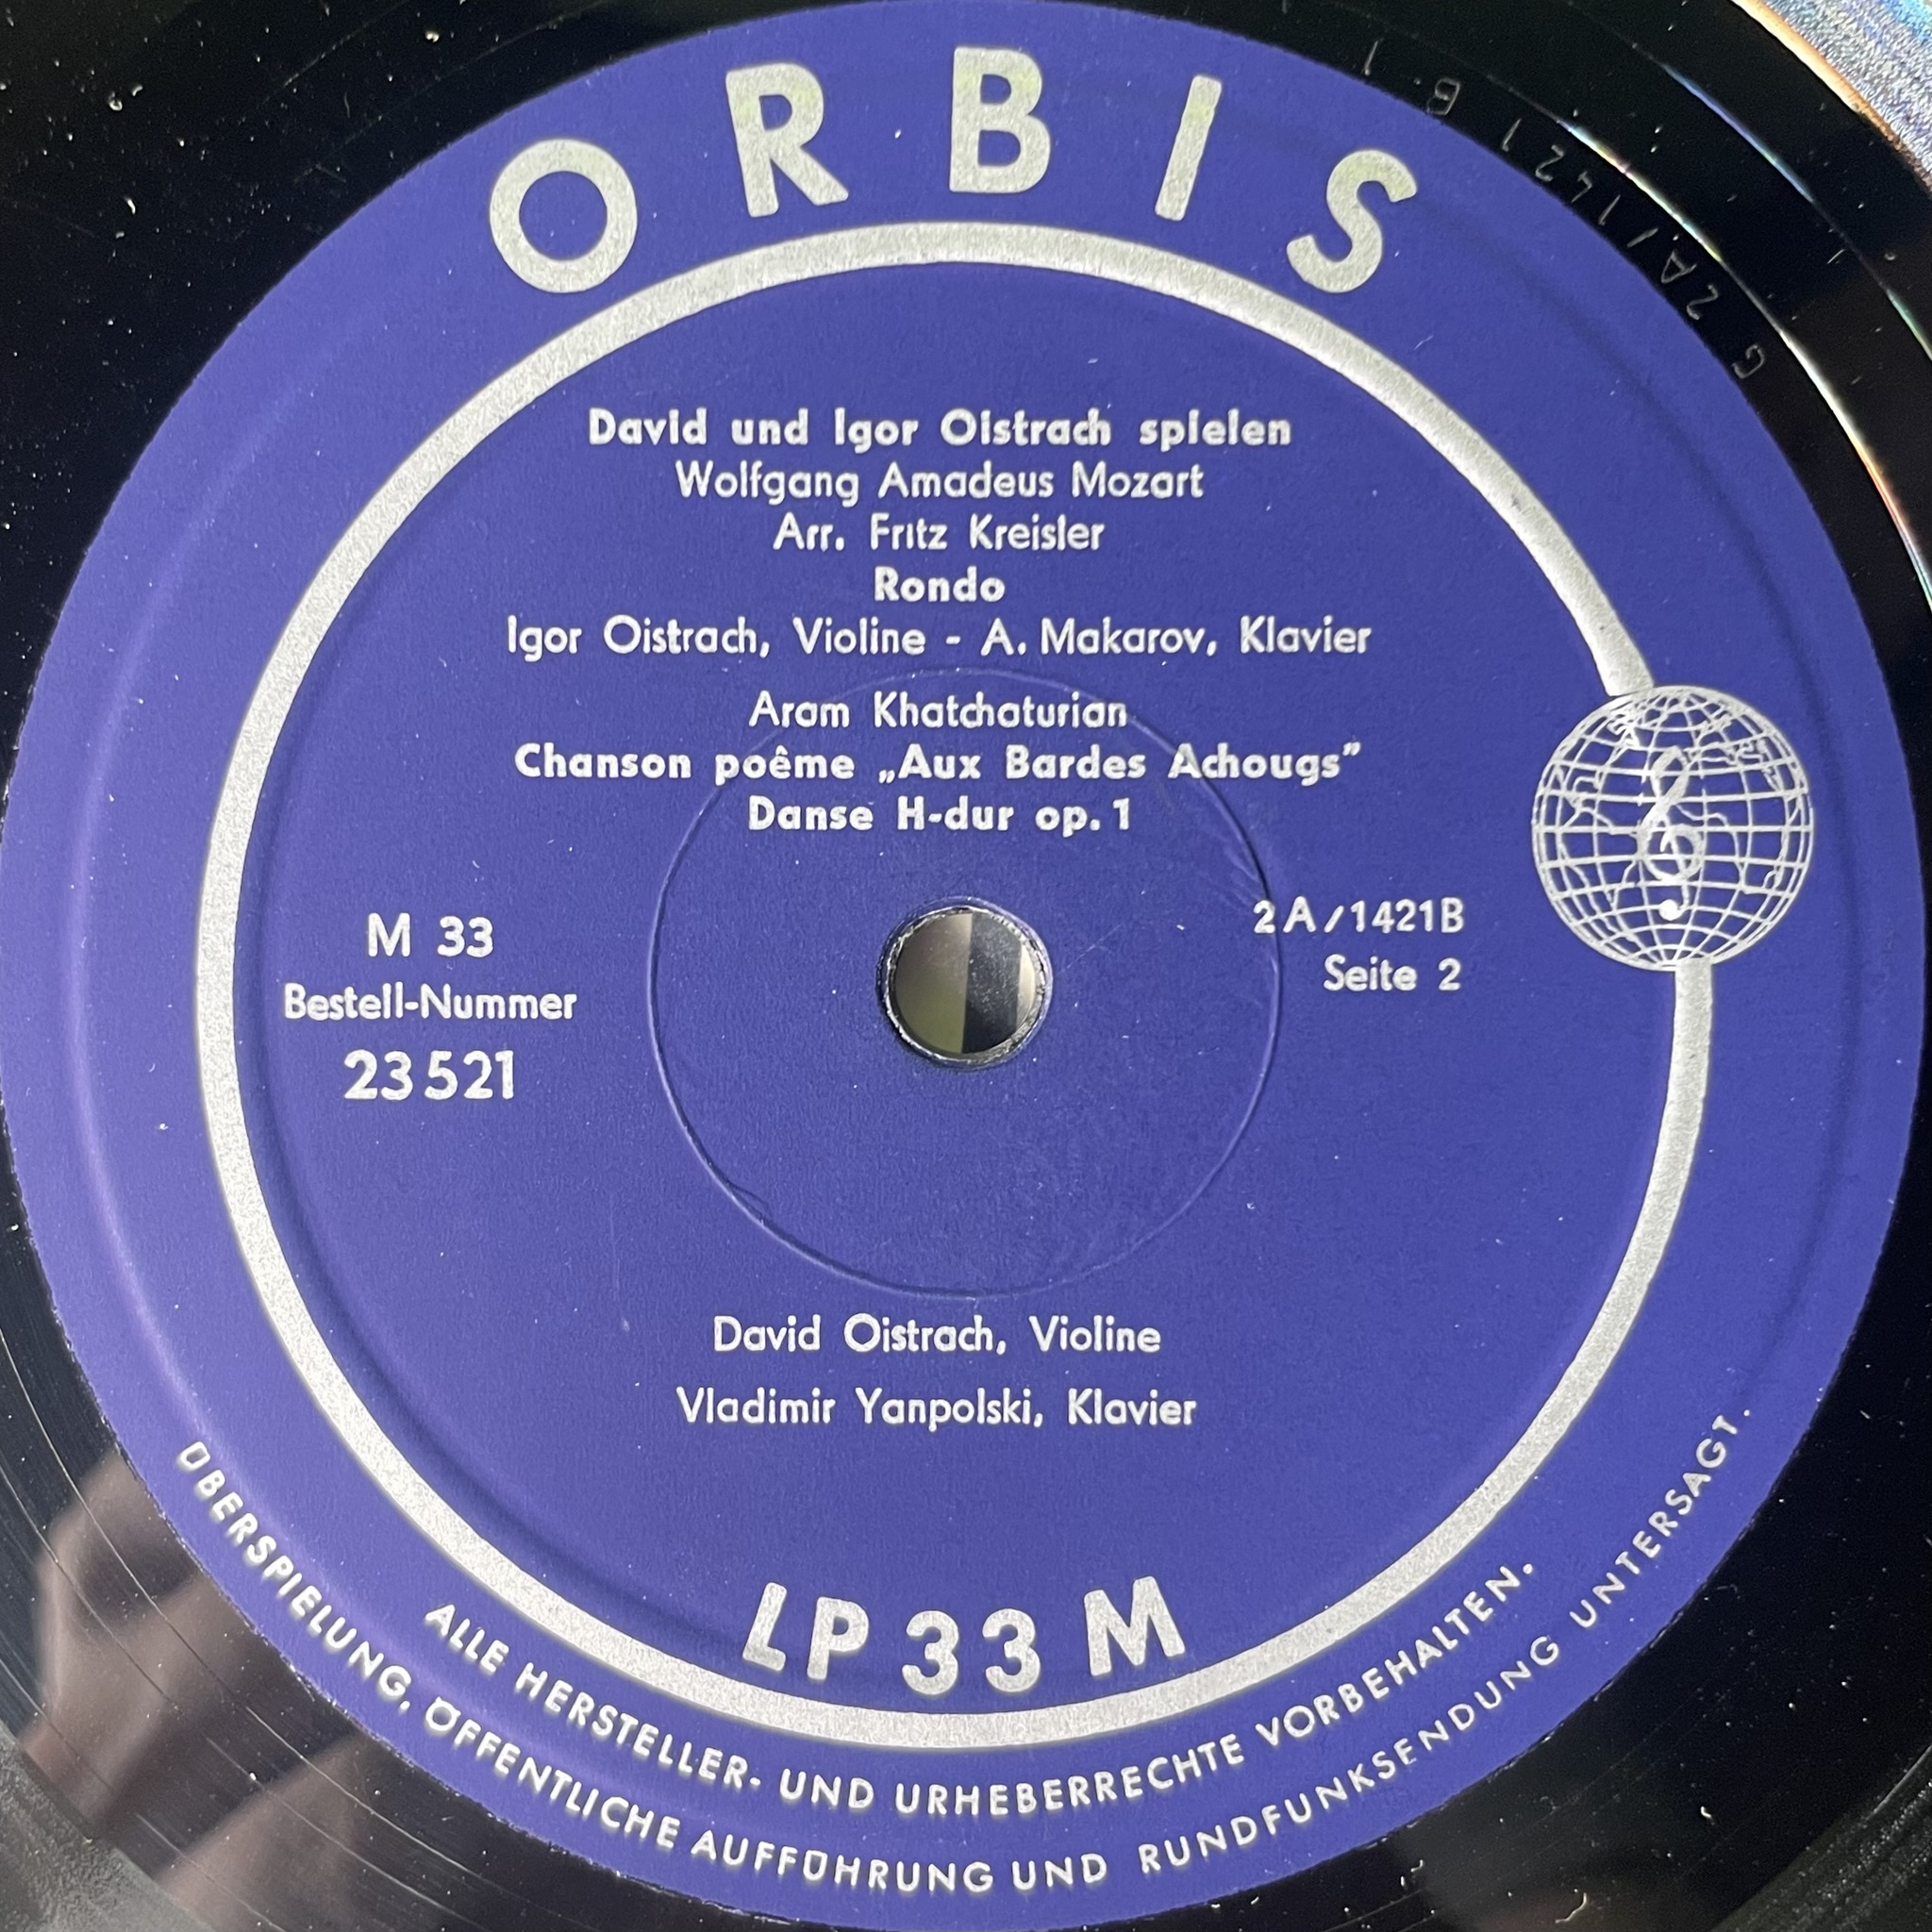 ORBIS
G 2A/1421 B·1
David und Igor Oistrach spielen
Wolfgang Amadeus Mozart
Arr. Fritz Kreisler
Rondo
Igor Oistrach, Violine - A. Makarov, Klavier
Aram Khatchaturian
Chanson poême „Aux Bardes Achougs”
Danse H-dur op. 1
M 33
Bestell-Nummer
23 521
2 A/1421B
Seite 2
David Oistrach, Violine
Vladimir Yanpolski, Klavier
LP 33 M
ALLE HERSTELLER- UND URHEBERRECHTE VORBEHALTEN.
ÜBERSPIELUNG, ÖFFENTLICHE AUFFÜHRUNG UND RUNDFUNKSENDUNG UNTERSAGT.